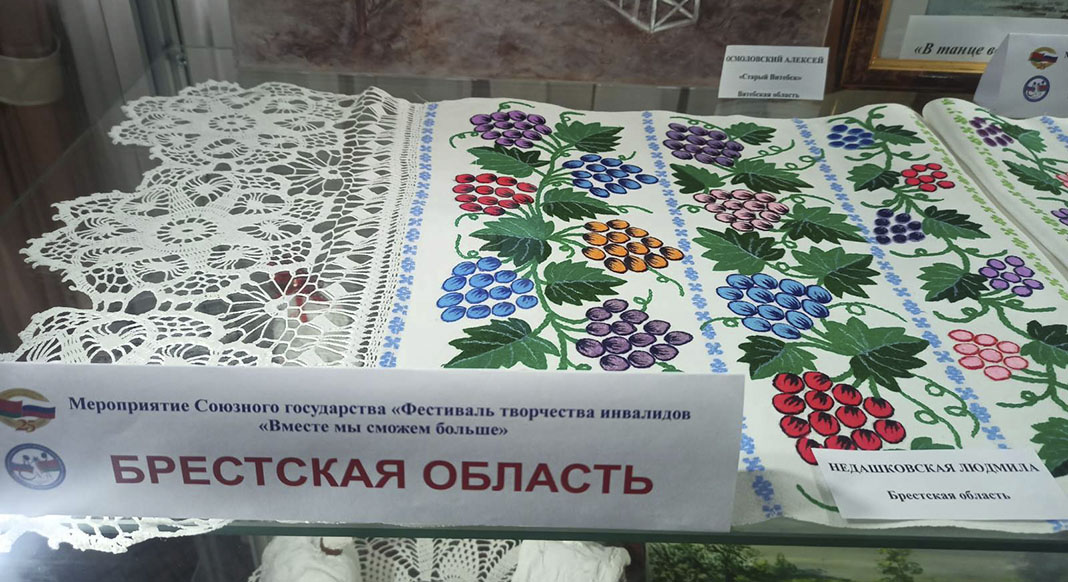 ОСМОЛОВСКИЙ АЛЕКСЕЙ
«Старый Витебск»
Витебская область
«В танце
Мероприятие Союзного государства «Фестиваль творчества инвалидов
«Вместе мы сможем больше»
БРЕСТСКАЯ ОБЛАСТЬ
25
НЕДАШКОВСКАЯ ЛЮДМИЛА
Брестская область